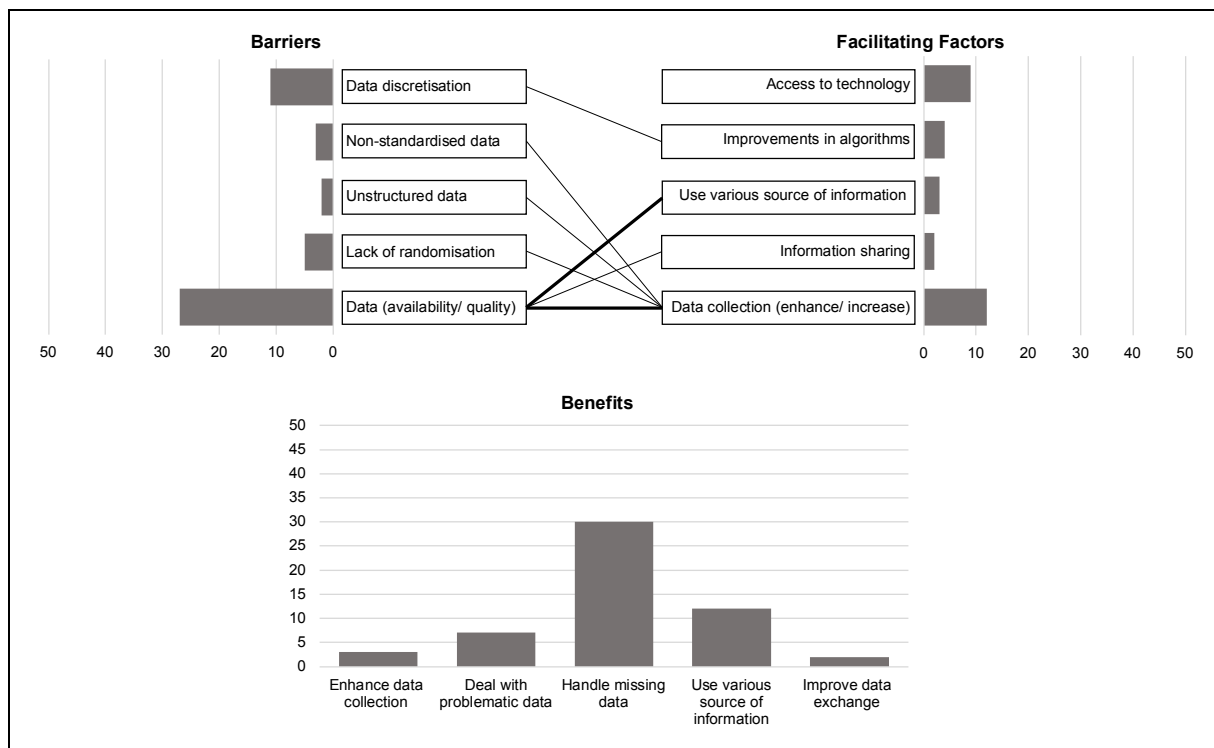 Barriers
Facilitating Factors
Data discretisation
Access to technology
Non-standardised data
Improvements in algorithms
Unstructured data
Use various source of information
Lack of randomisation
Information sharing
Data (availability/ quality)
Data collection (enhance/ increase)
50 40 30 20 10 0
0 10 20 30 40 50
Benefits
50
45
40
35
30
25
20
15
10
5
0
Enhance data
collection
Deal with
problematic data
Handle missing
data
Use various
source of
information
Improve data
exchange